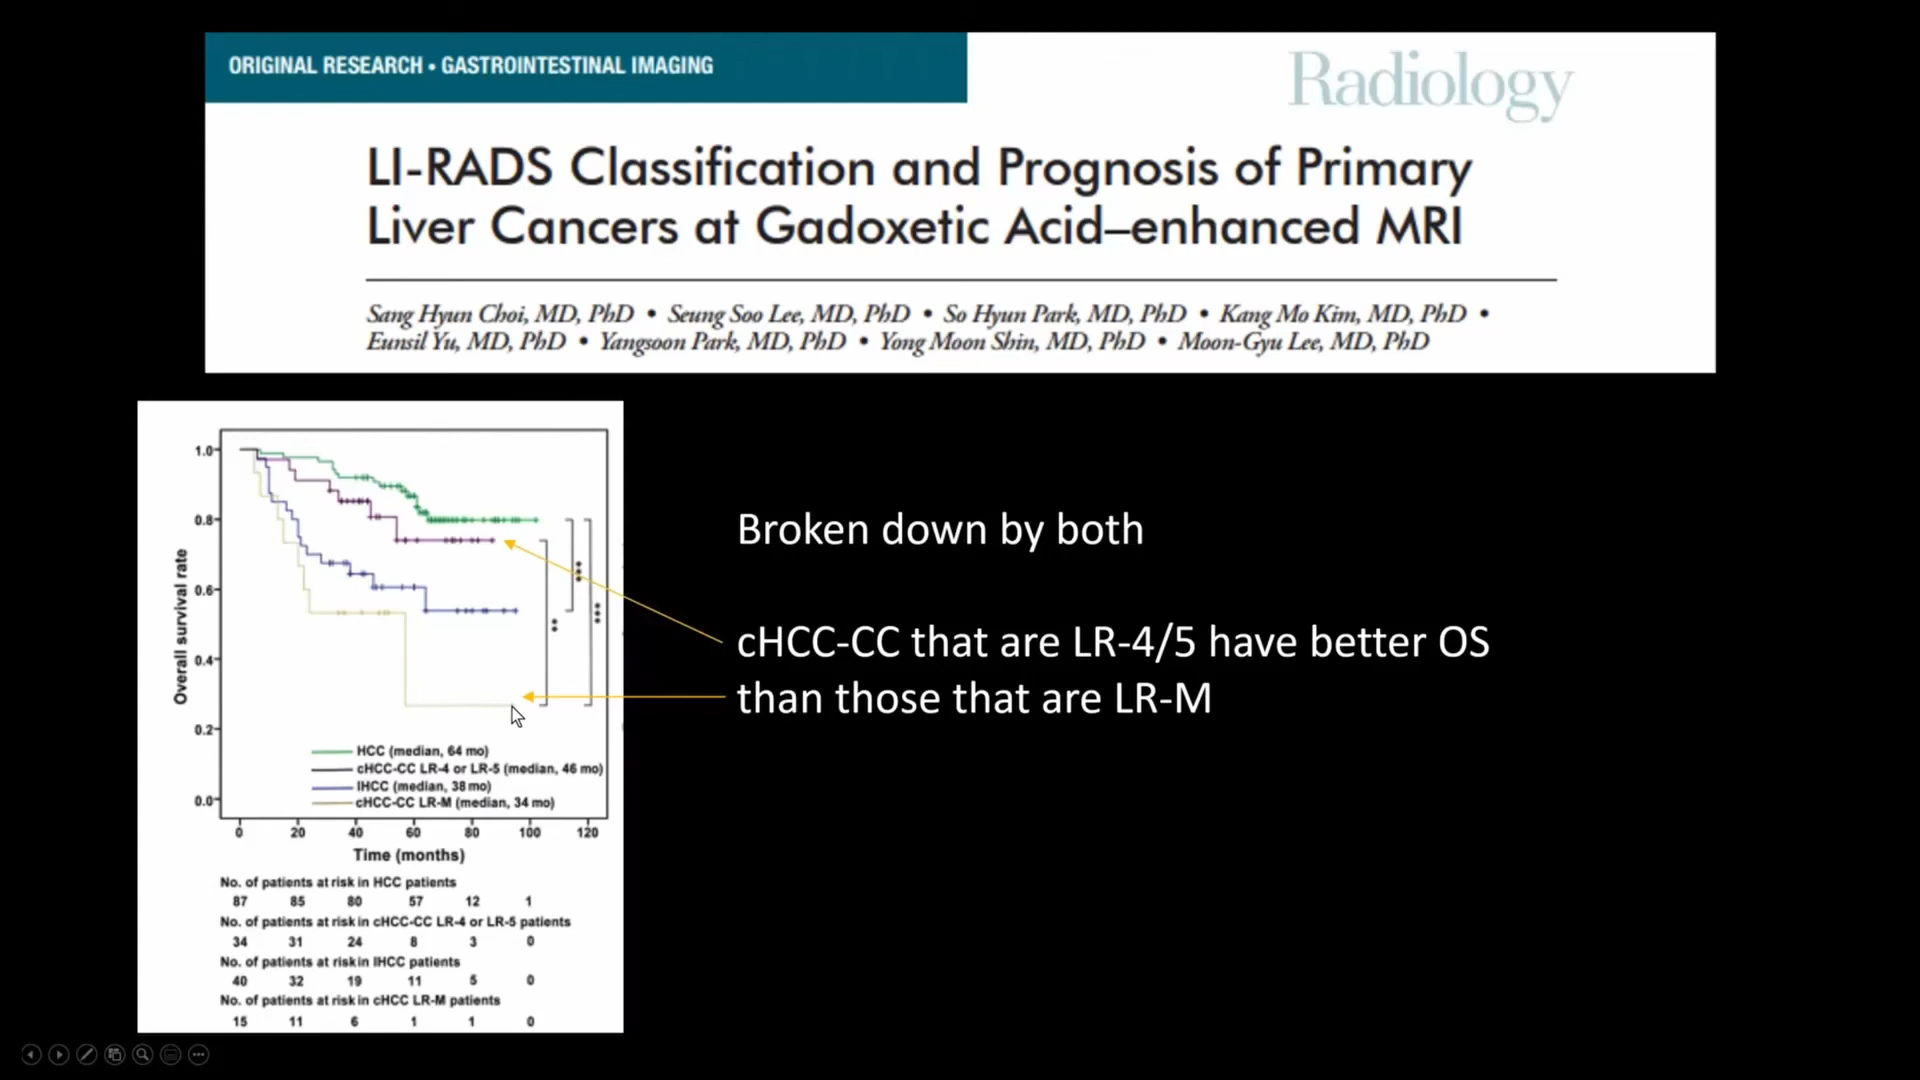 ORIGINAL RESEARCH • GASTROINTESTINAL IMAGING
Radiology
LI-RADS Classification and Prognosis of Primary
Liver Cancers at Gadoxetic Acid–enhanced MRI
Sang Hyun Choi, MD, PhD • Seung Soo Lee, MD, PhD • So Hyun Park, MD, PhD • Kang Mo Kim, MD, PhD •
Eunsil Yu, MD, PhD • Yangsoon Park, MD, PhD • Yong Moon Shin, MD, PhD • Moon-Gyu Lee, MD, PhD
Overall survival rate
1.0
0.8
0.6
0.4
0.2
0.0
HCC (median, 64 mo)
cHCC-CC LR-4 or LR-5 (median, 46 mo)
IHCC (median, 38 mo)
cHCC-CC LR-M (median, 34 mo)
0 20 40 60 80 100 120
Time (months)
No. of patients at risk in HCC patients
87 85 80 57 12 1
No. of patients at risk in cHCC-CC LR-4 or LR-5 patients
34 31 24 8 3 0
No. of patients at risk in IHCC patients
40 32 19 11 5 0
No. of patients at risk in cHCC LR-M patients
15 11 6 1 1 0
Broken down by both
cHCC-CC that are LR-4/5 have better OS
than those that are LR-M